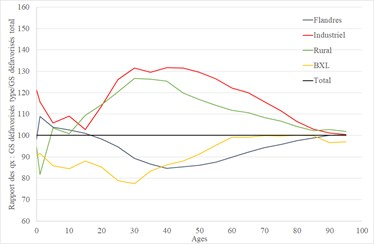 160
150
140
130
120
110
100
90
80
70
60
Rapport des qx : GS défavorisés type/GS défavorisés total
Flandres
Industriel
Rural
BXL
Total
0 10 20 30 40 50 60 70 80 90 100
Ages